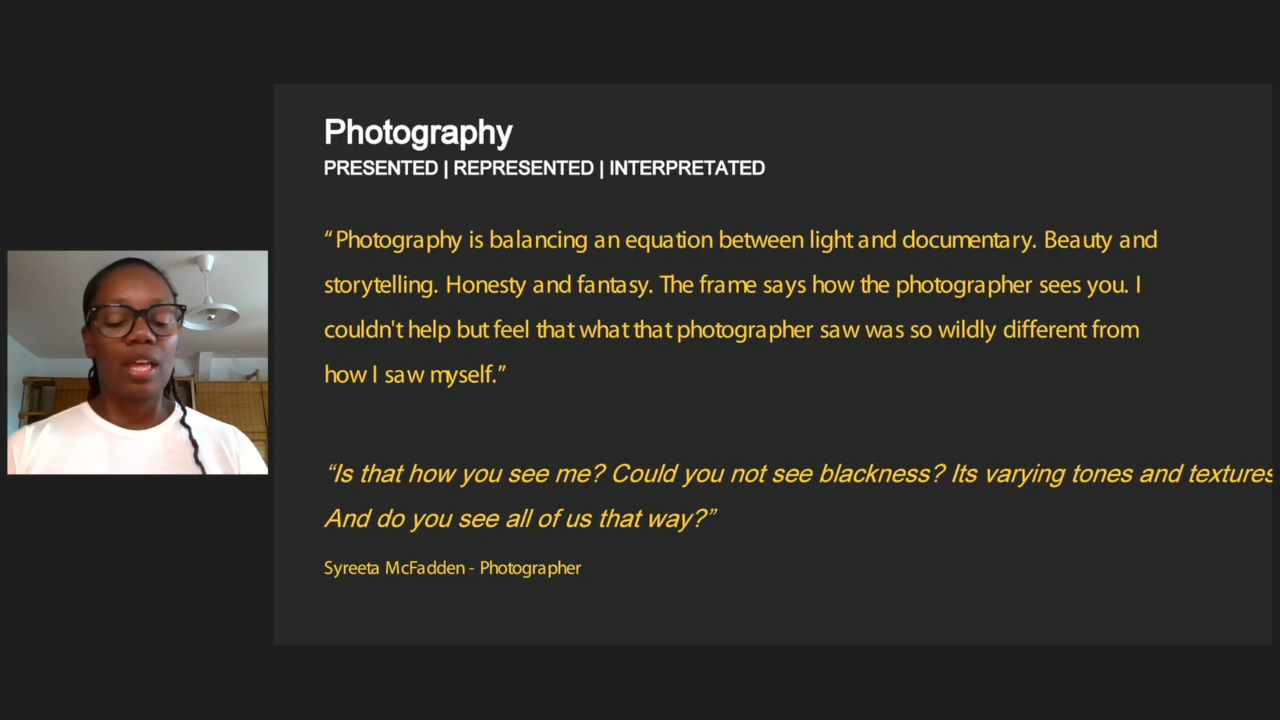 Photography
PRESENTED | REPRESENTED | INTERPRETATED
“Photography is balancing an equation between light and documentary. Beauty and
storytelling. Honesty and fantasy. The frame says how the photographer sees you. I
couldn't help but feel that what that photographer saw was so wildly different from
how I saw myself.”
“Is that how you see me? Could you not see blackness? Its varying tones and textures
And do you see all of us that way?”
Syreeta McFadden - Photographer